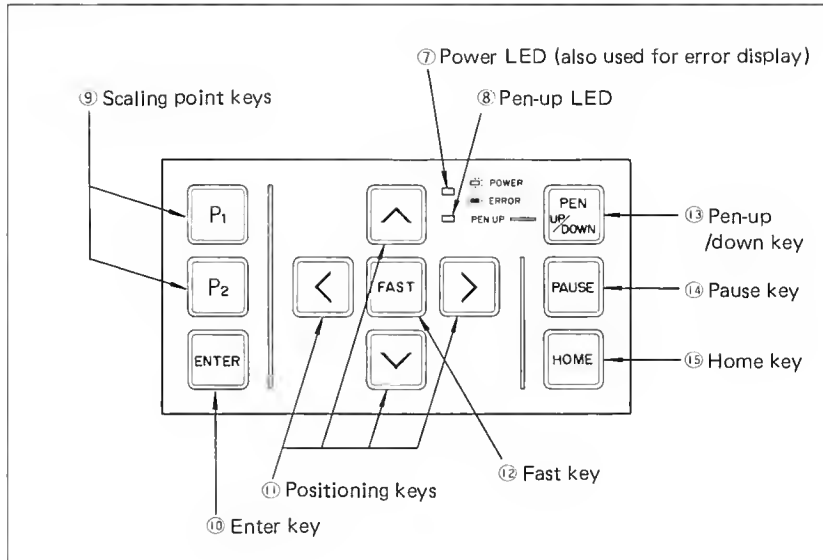 ⑦ Power LED (also used for error display)
⑧ Pen-up LED
⑨ Scaling point keys
POWER
ERROR
PEN UP
P1
P2
ENTER
FAST
PEN
UP/DOWN
PAUSE
HOME
⑬ Pen-up
/down key
⑭ Pause key
⑮ Home key
⑫ Fast key
⑪ Positioning keys
⑩ Enter key